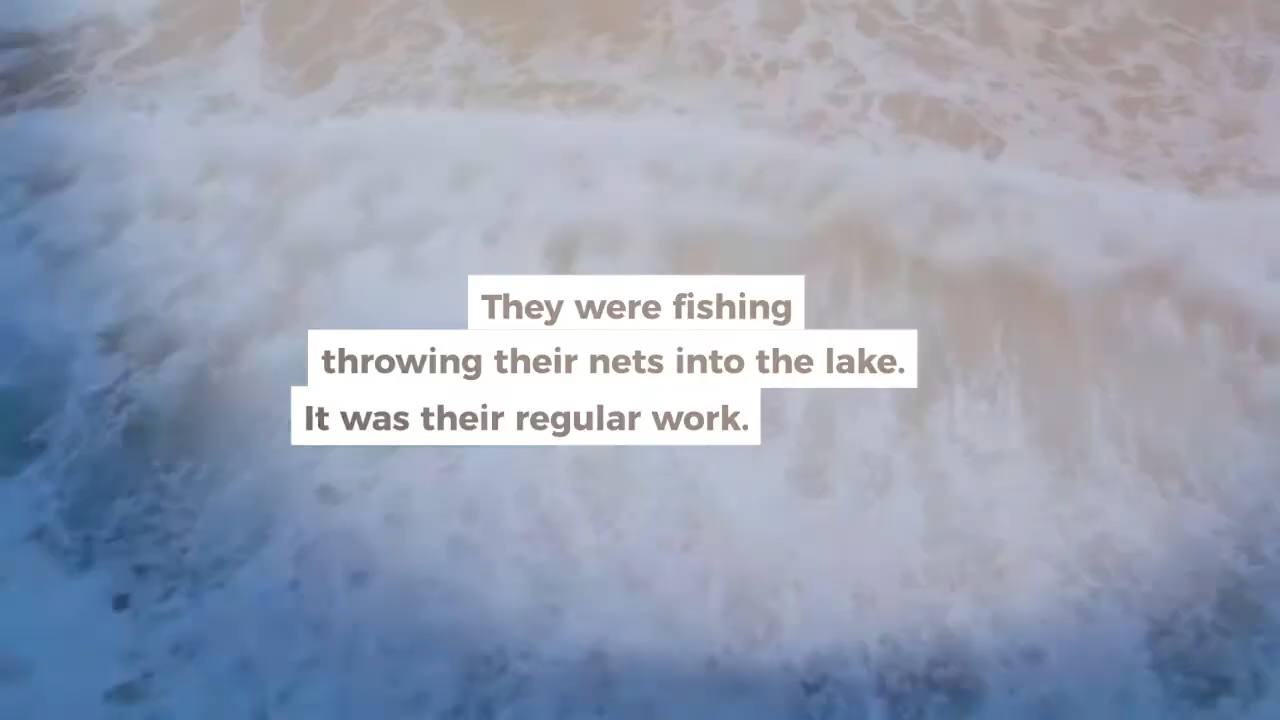 They were fishing
throwing their nets into the lake.
It was their regular work.